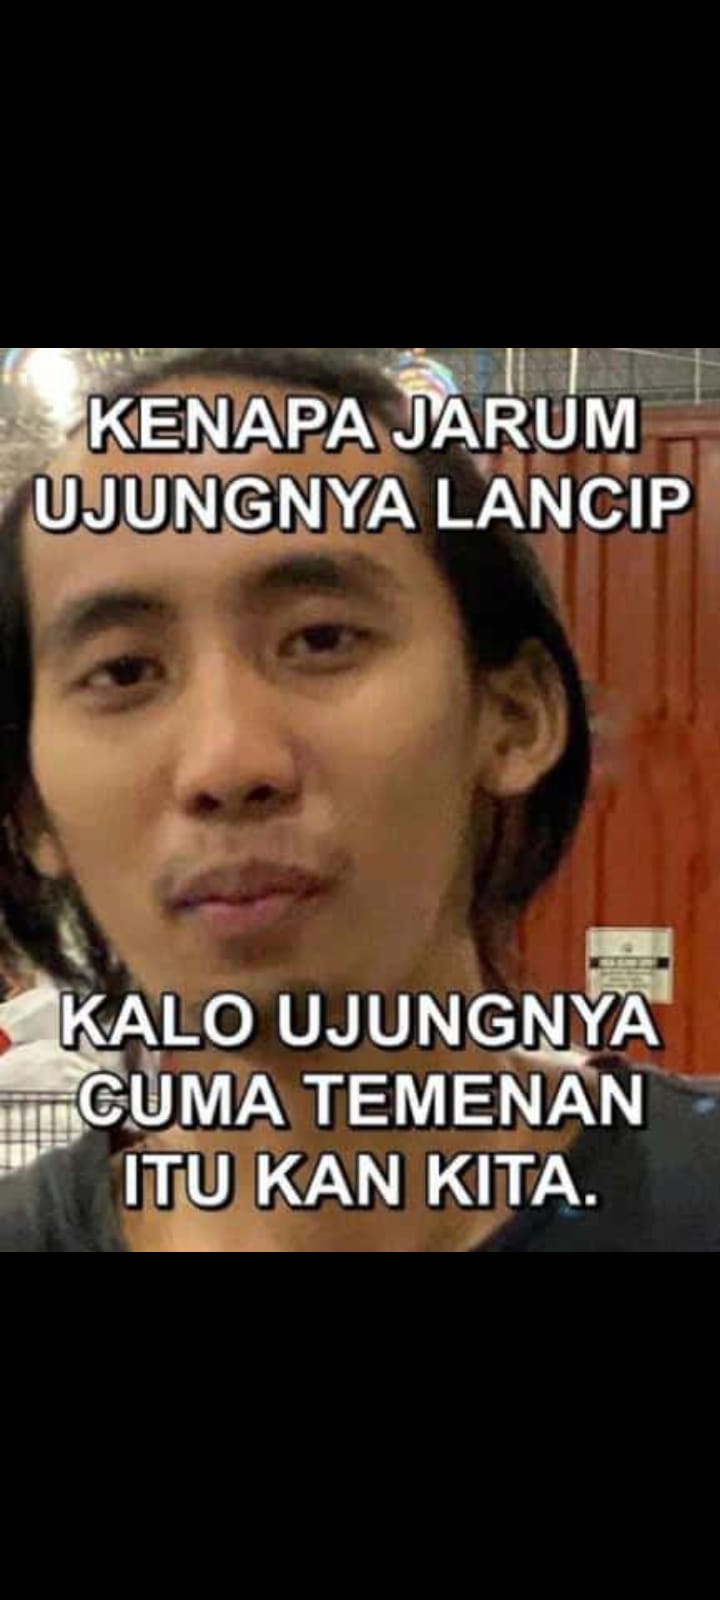 KENAPA JARUM
UJUNGNYA LANCIP
KALO UJUNGNYA
CUMA TEMENAN
ITU KAN KITA.